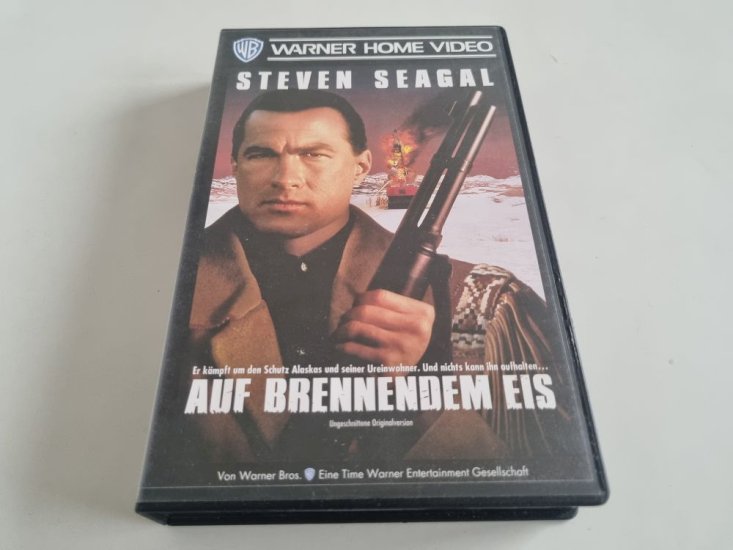 WB WARNER HOME VIDEO
STEVEN SEAGAL
Er kämpft um den Schutz Alaskas und seiner Ureinwohner. Und nichts kann ihn aufhalten...
AUF BRENNENDEM EIS
Ungeschnittene Originalversion
Von Warner Bros. WB Eine Time Warner Entertainment Gesellschaft